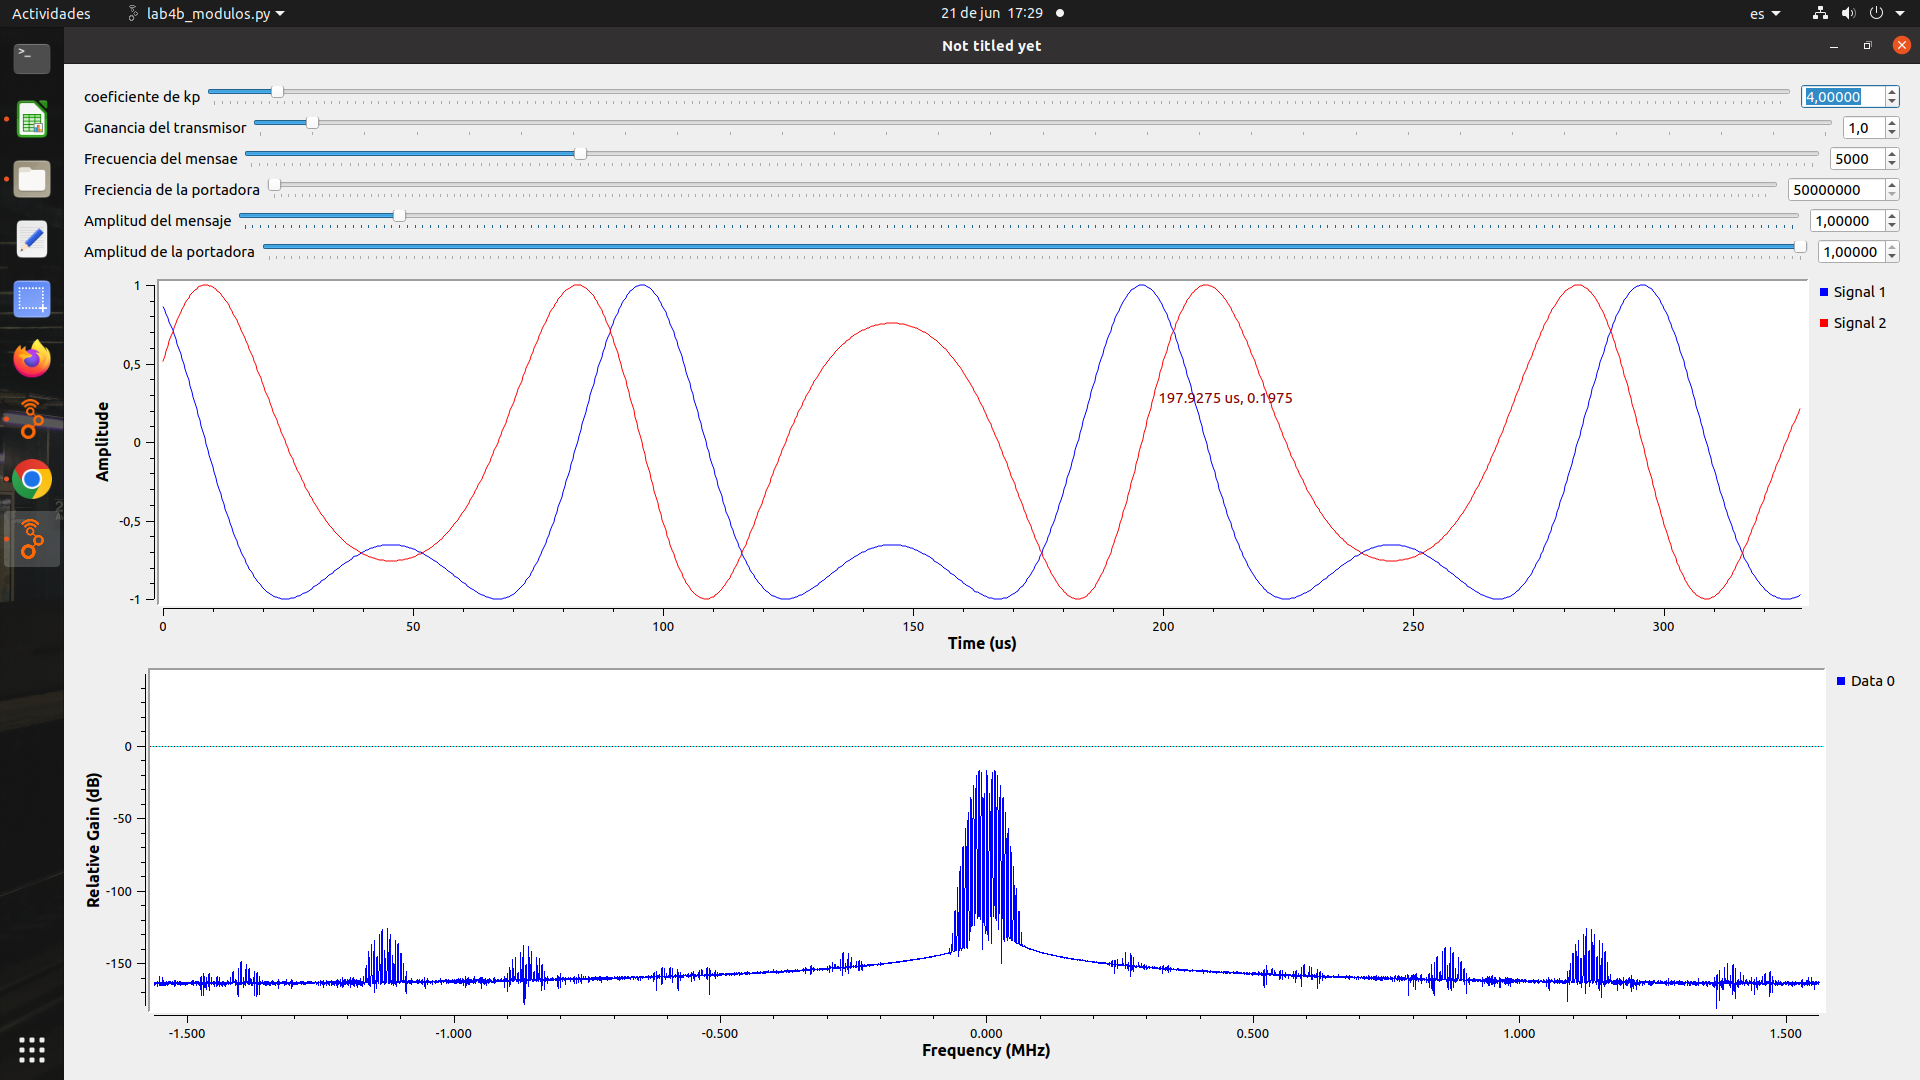 Actividades lab4b_modulos.py 21 de jun 17:29 es
Not titled yet
coeficiente de kp 4,00000
Ganancia del transmisor 1,0
Frecuencia del mensae 5000
Freciencia de la portadora 50000000
Amplitud del mensaje 1,00000
Amplitud de la portadora 1,00000
1
0,5
0
-0,5
-1
Amplitude
197.9275 us, 0.1975
Signal 1
Signal 2
0 50 100 150 200 250 300
Time (us)
Data 0
0
-50
-100
-150
Relative Gain (dB)
-1.500 -1.000 -0.500 0.000 0.500 1.000 1.500
Frequency (MHz)